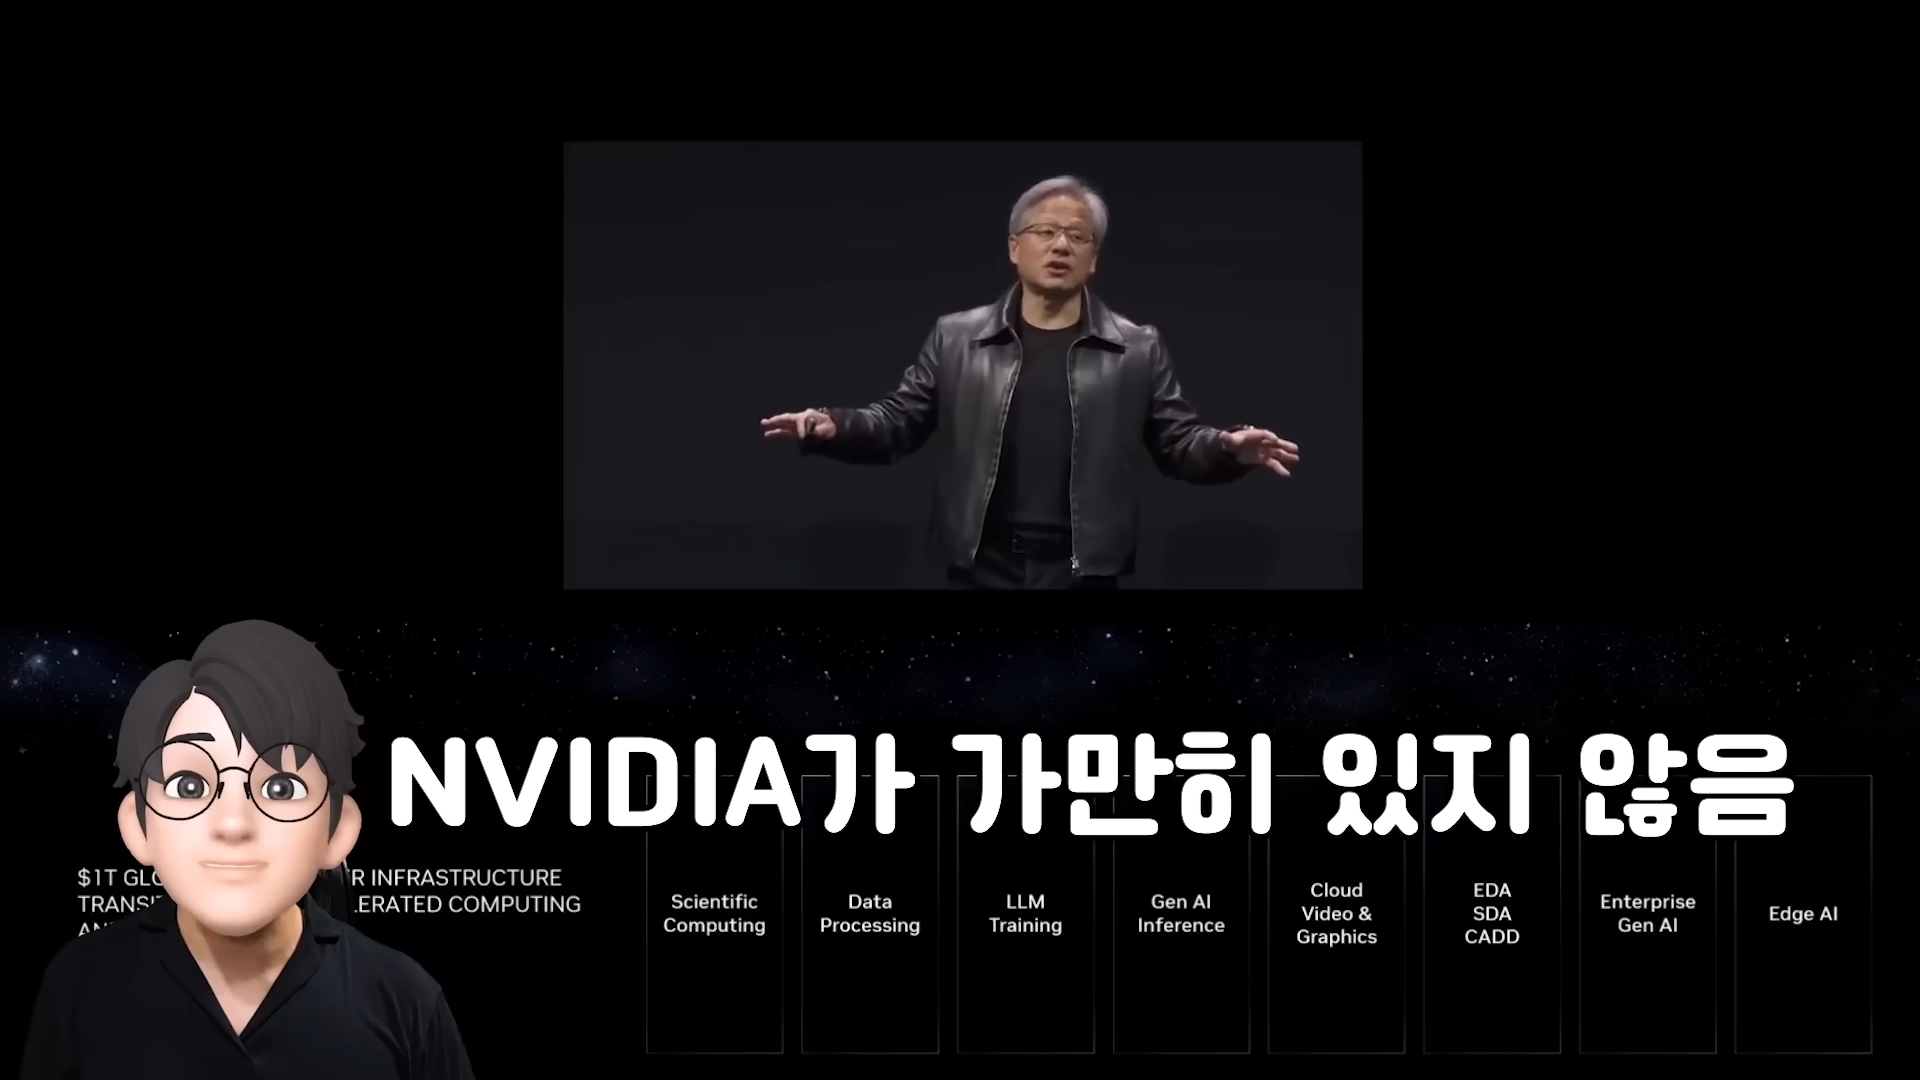 NVIDIA가 가만히 있지 않음
$1T INFRASTRUCTURE
COMPUTING
Scientific
Computing
Data
Processing
LLM
Training
Gen AI
Inference
Cloud
Video &
Graphics
EDA
SDA
CADD
Enterprise
Gen AI
Edge AI